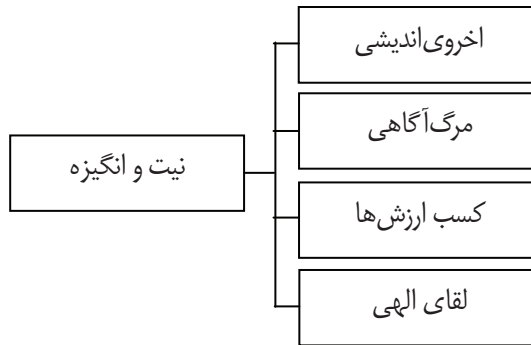 اخروی‌اندیشی
مرگ‌آگاهی
نیت و انگیزه
کسب ارزش‌ها
لقای الهی